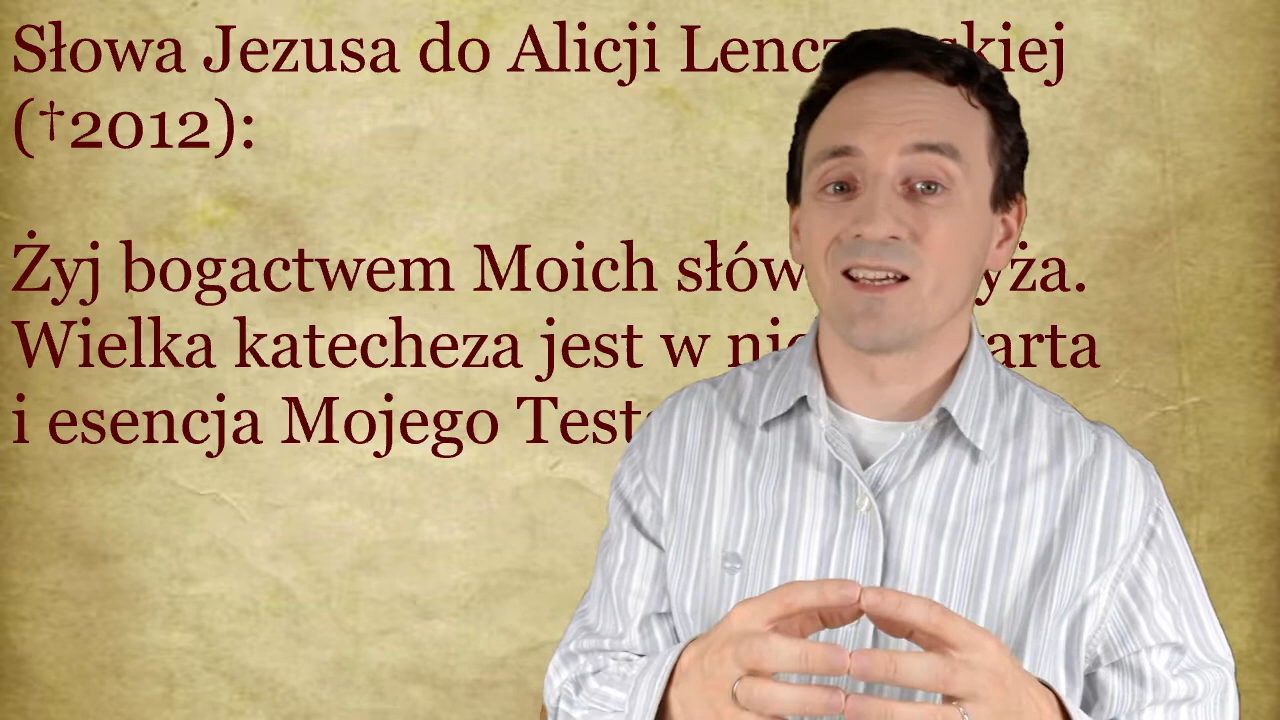 Słowa Jezusa do Alicji
(†2012):
Żyj bogactwem Moich słów
Wielka katecheza jest w
i esencja Mojego